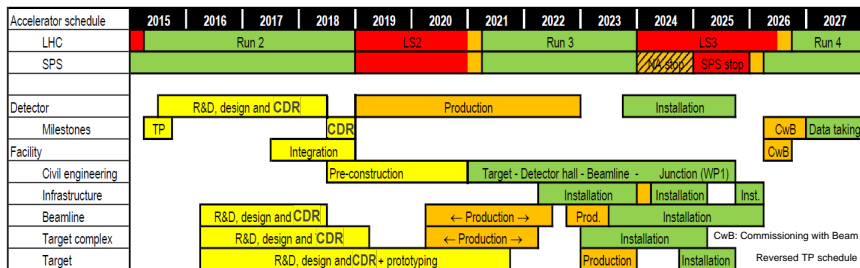 Accelerator schedule 2015 2016 2017 2018 2019 2020 2021 2022 2023 2024 2025 2026 2027
LHC Run 2 LS2 Run 3 LS3 Run 4
SPS NA stop SPS stop
Detector R&D, design and CDR Production Installation
Milestones TP CDR CwB Data taking
Facility Integration CwB
Civil engineering Pre-construction Target - Detector hall - Beamline - Junction (WP1)
Infrastructure Installation Installation Inst.
Beamline R&D, design and CDR ← Production → Prod. Installation
Target complex R&D, design and CDR ← Production → Installation CwB: Commissioning with Beam
Target R&D, design and CDR + prototyping Production Installation Reversed TP schedule